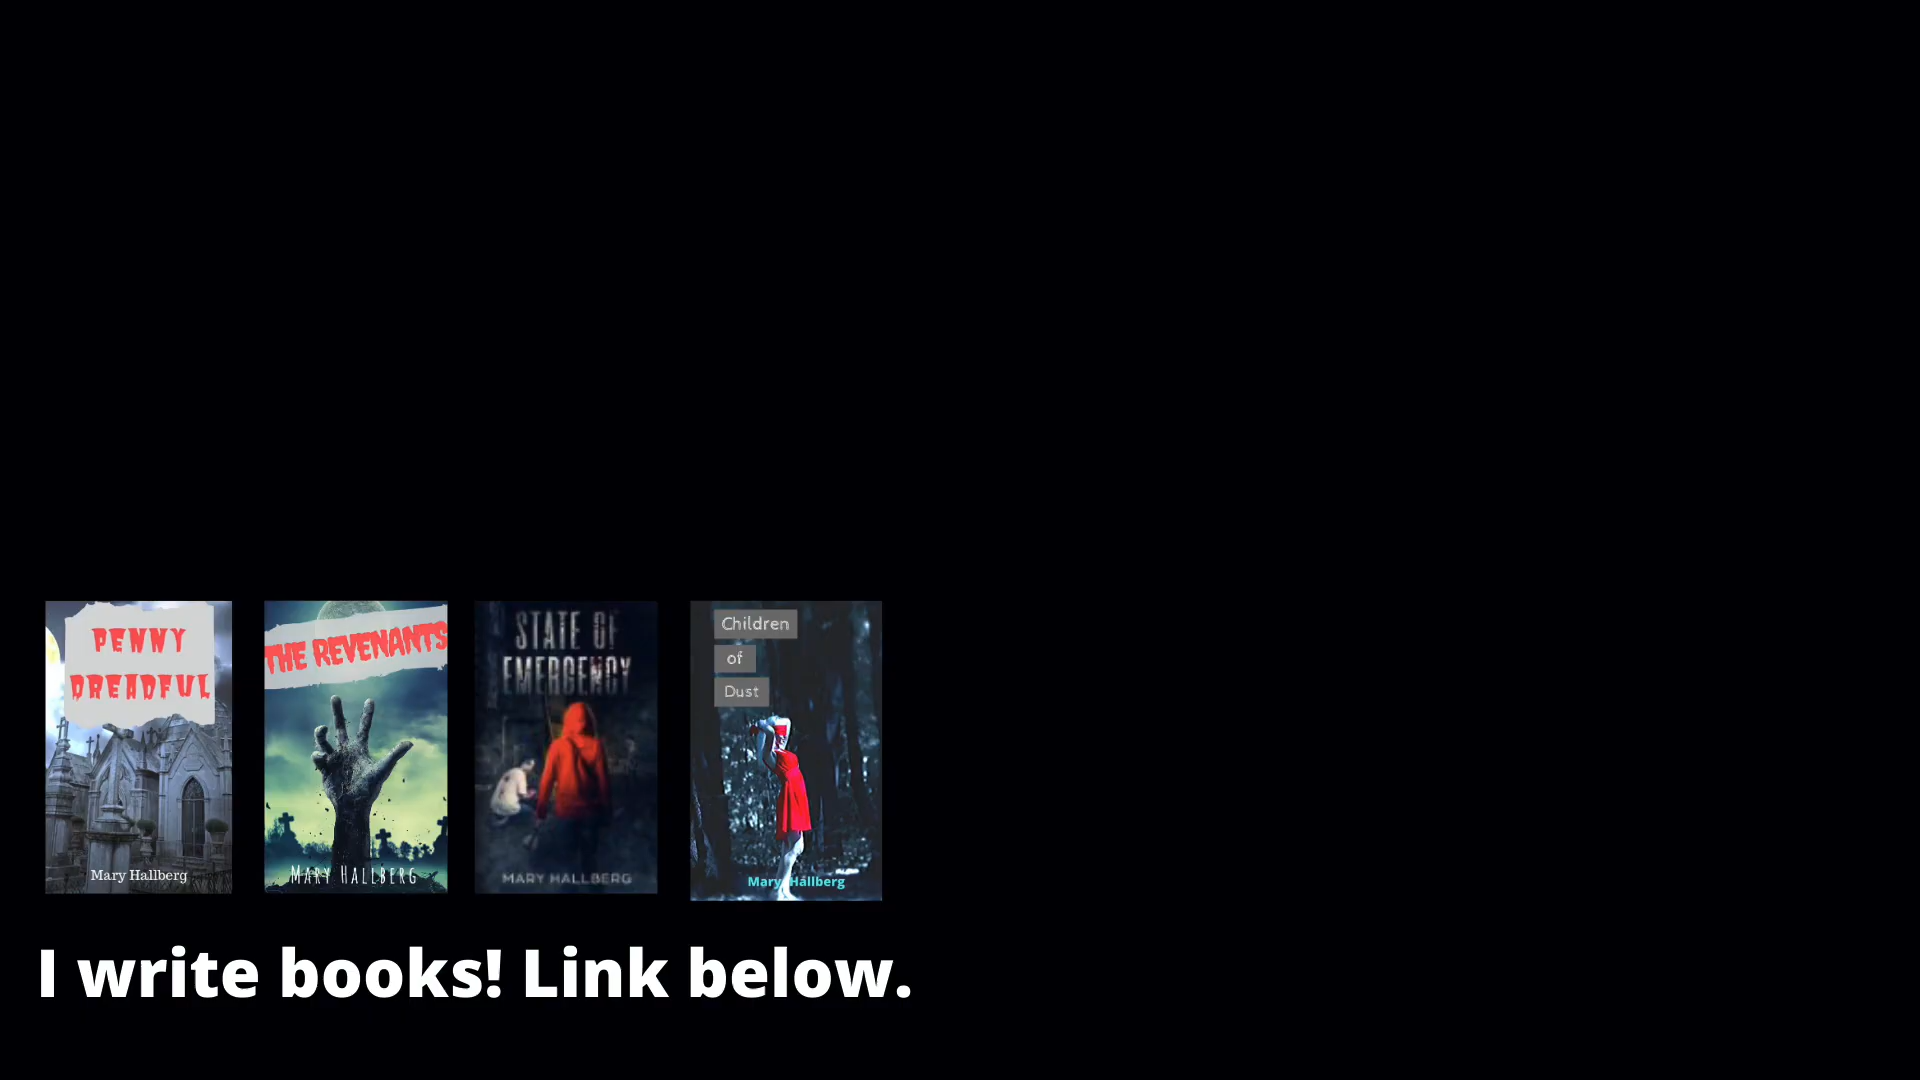 PENNY
DREADFUL
Mary Hallberg
THE REVENANTS
MARY HALLBERG
STATE OF
EMERGENCY
MARY HALLBERG
Children
of
Dust
Mary Hallberg
I write books! Link below.